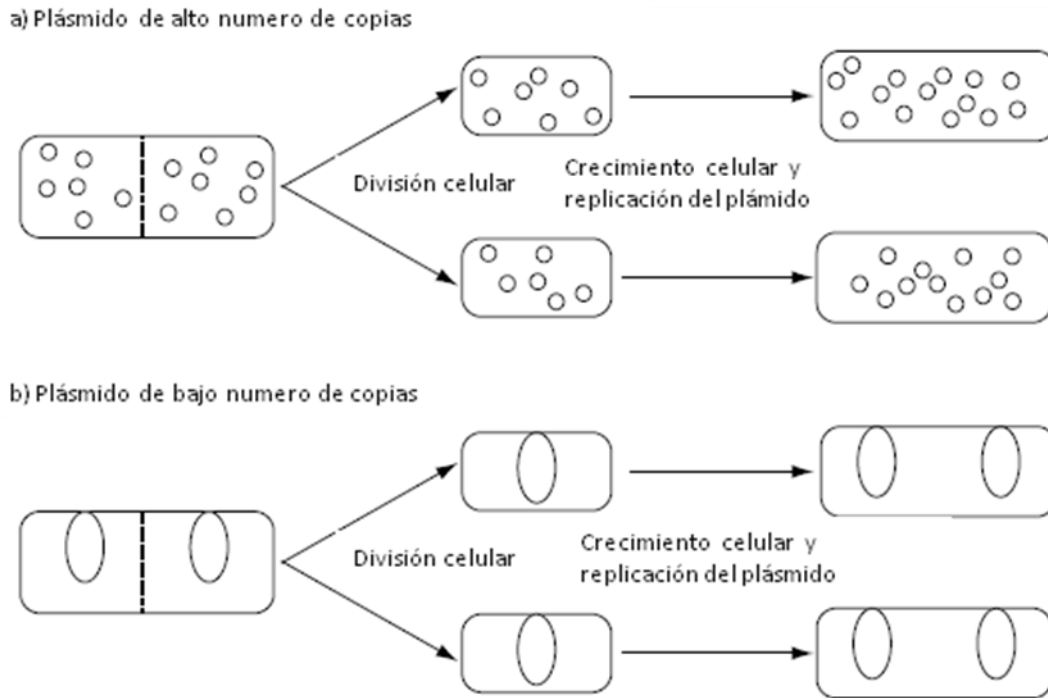 a) Plásmido de alto numero de copias
División celular
Crecimiento celular y
replicación del plámido
b) Plásmido de bajo numero de copias
División celular
Crecimiento celular y
replicación del plásmido